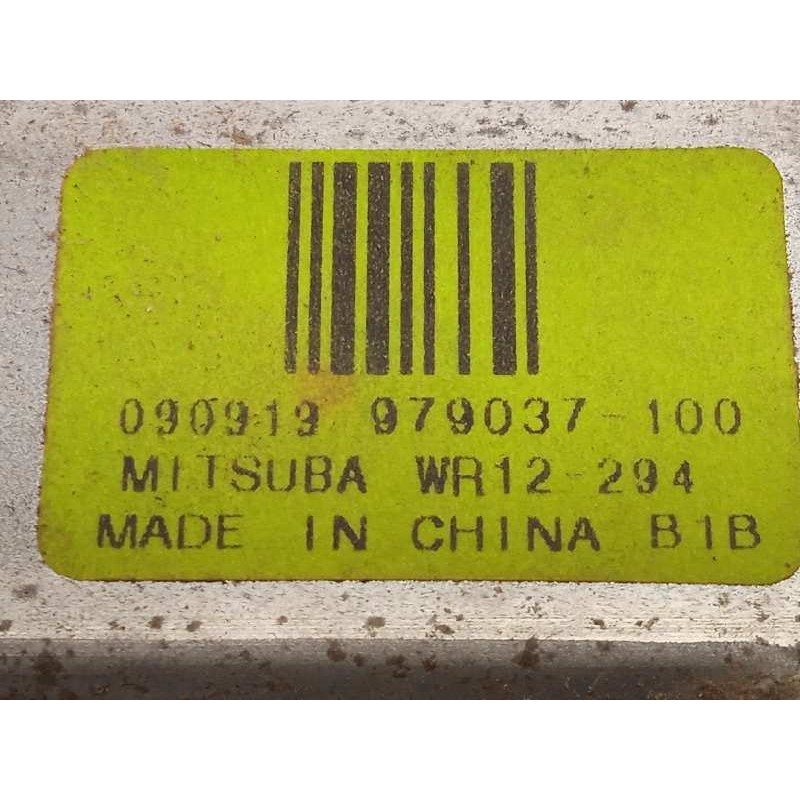 090919 979037-100
MITSUBA WR12-294
MADE IN CHINA B1B